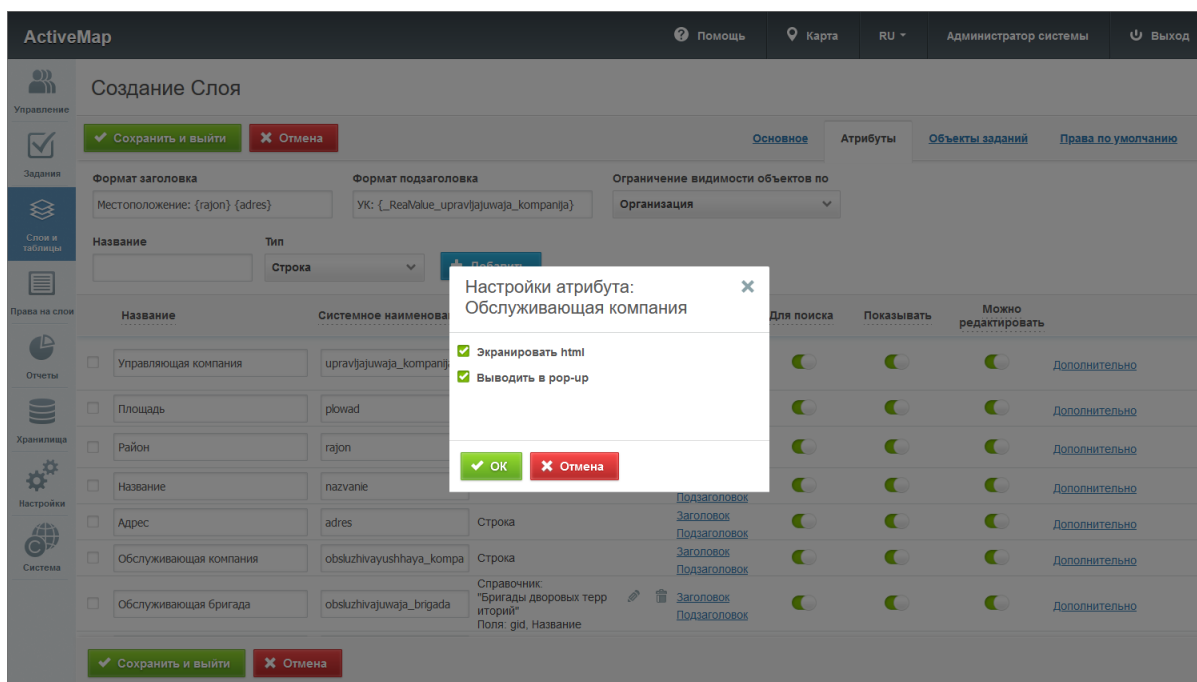 ActiveMap
Помощь
Карта
RU
Администратор системы
Выход
Управление
Задания
Слои и таблицы
Права на слои
Отчеты
Хранилища
Настройки
Система
Создание Слоя
Сохранить и выйти
Отмена
Основное
Атрибуты
Объекты заданий
Права по умолчанию
Формат заголовка
Формат подзаголовка
Ограничение видимости объектов по
Местоположение: {rajon} {adres}
УК: {_RealValue_upravljajuwaja_kompanija}
Организация
Название
Тип
Строка
Добавить
Настройки атрибута:
Обслуживающая компания
Экранировать html
Выводить в pop-up
ОК
Отмена
Название
Системное наименован
Для поиска
Показывать
Можно редактировать
Управляющая компания
upravljajuwaja_kompanija
Дополнительно
Площадь
plowad
Дополнительно
Район
rajon
Дополнительно
Название
nazvanie
Подзаголовок
Дополнительно
Адрес
adres
Строка
Заголовок
Подзаголовок
Дополнительно
Обслуживающая компания
obsluzhivayushhaya_kompa
Строка
Заголовок
Подзаголовок
Дополнительно
Обслуживающая бригада
obsluzhivajuwaja_brigada
Справочник:
"Бригады дворовых терр
иторий"
Поля: gid, Название
Заголовок
Подзаголовок
Дополнительно
Сохранить и выйти
Отмена